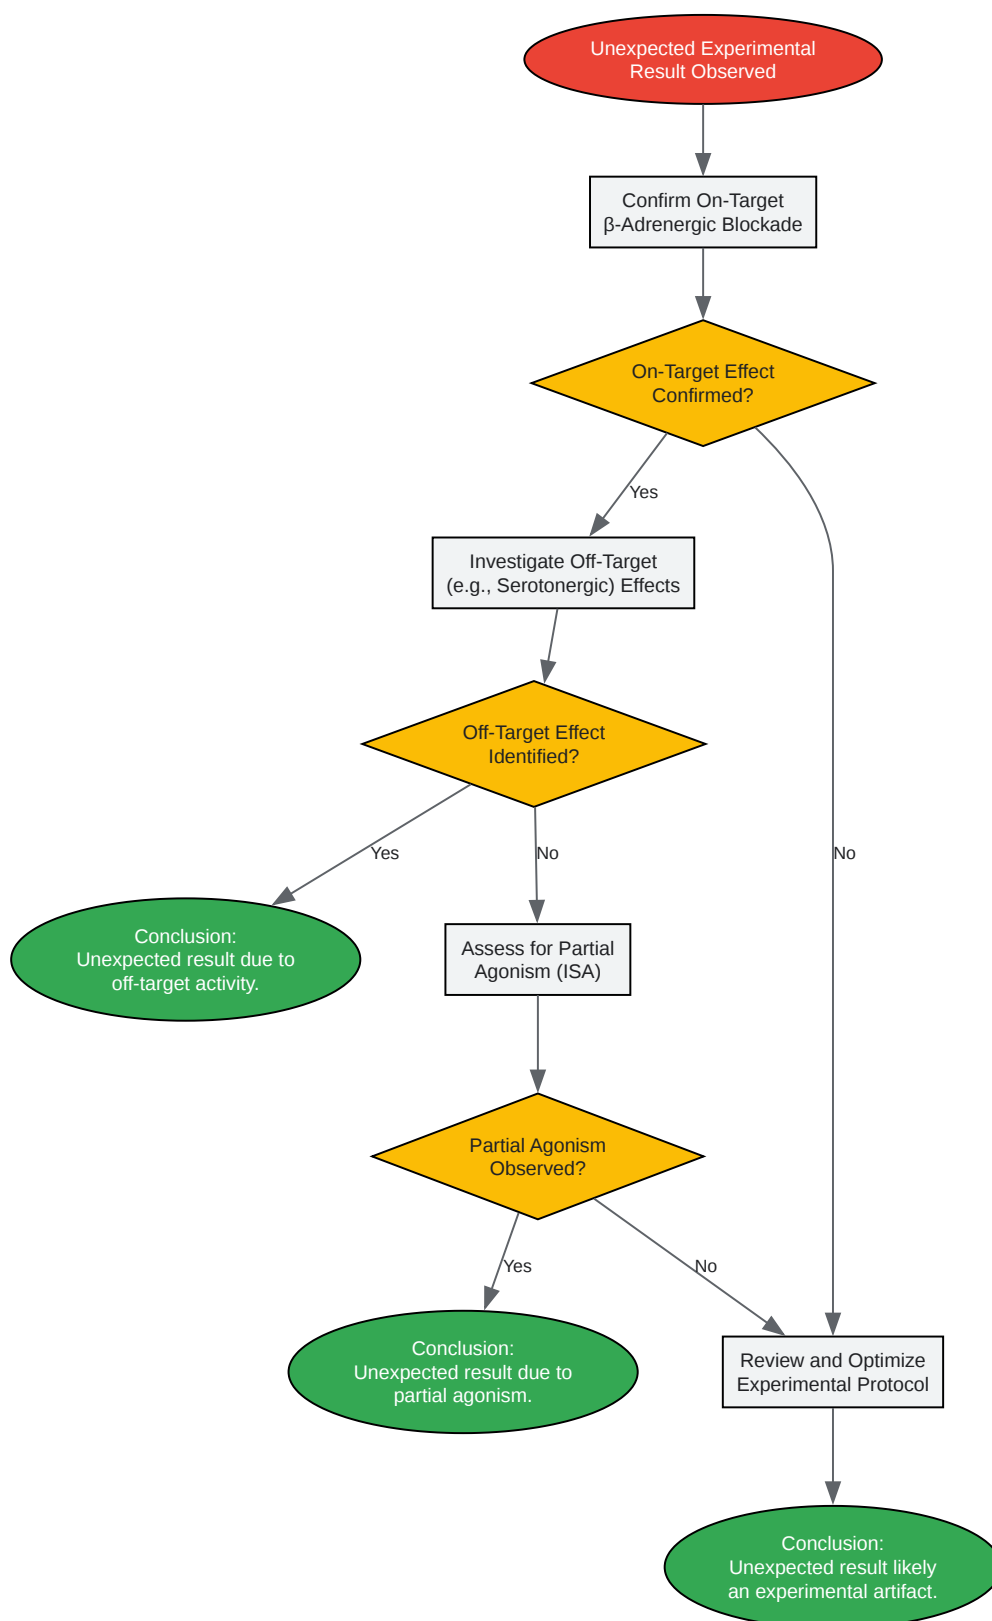 Unexpected Experimental
Result Observed
Confirm On-Target
β-Adrenergic Blockade
On-Target Effect
Confirmed?
Yes
Investigate Off-Target
(e.g., Serotonergic) Effects
Off-Target Effect
Identified?
Yes
No
No
Conclusion:
Unexpected result due to
off-target activity.
Assess for Partial
Agonism (ISA)
Partial Agonism
Observed?
Yes
No
Conclusion:
Unexpected result due to
partial agonism.
Review and Optimize
Experimental Protocol
Conclusion:
Unexpected result likely
an experimental artifact.